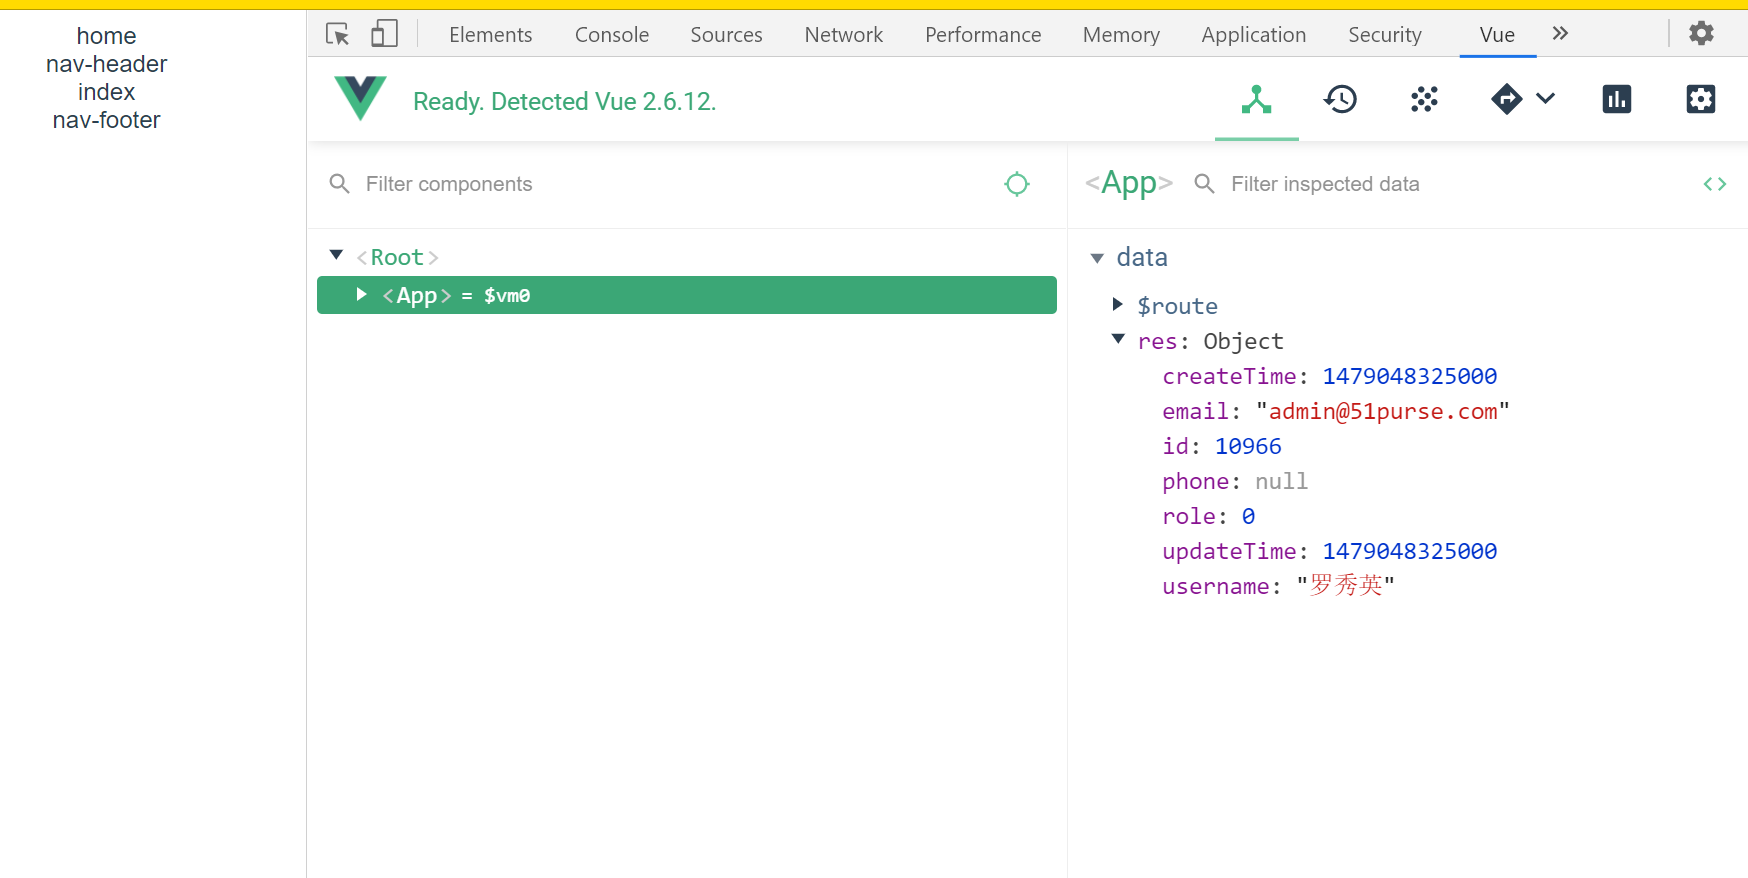 home
nav-header
index
nav-footer
Elements Console Sources Network Performance Memory Application Security Vue
Ready. Detected Vue 2.6.12.
Filter components
<App> Filter inspected data
<Root>
<App> = $vm0
data
$route
res: Object
createTime: 1479048325000
email: "admin@51purse.com"
id: 10966
phone: null
role: 0
updateTime: 1479048325000
username: "罗秀英"